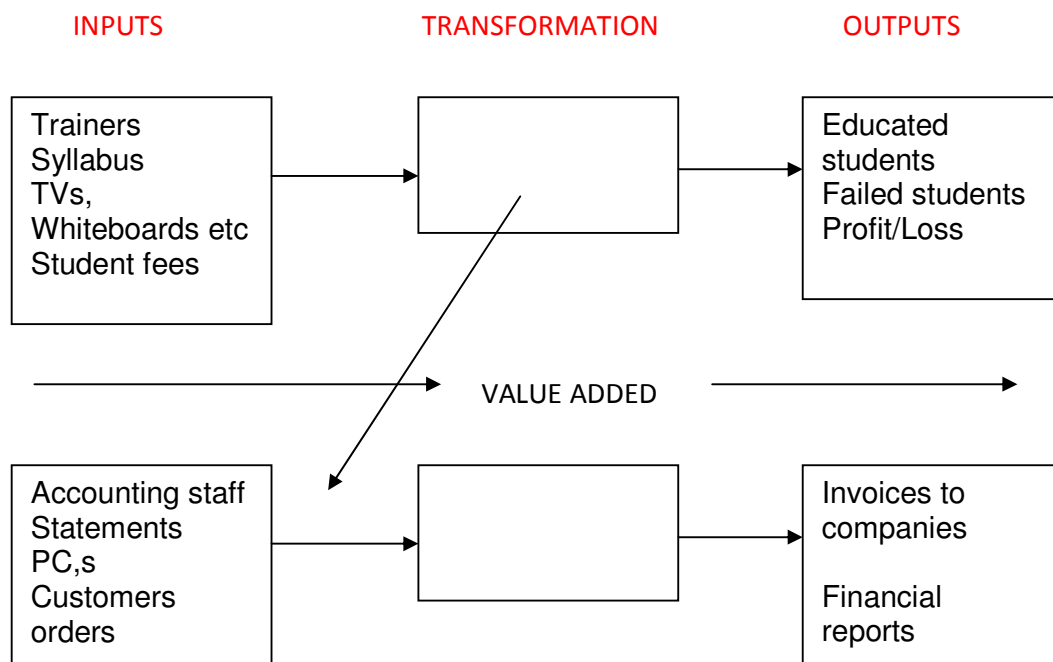 INPUTS
TRANSFORMATION
OUTPUTS
Trainers
Syllabus
TVs,
Whiteboards etc
Student fees
Educated
students
Failed students
Profit/Loss
VALUE ADDED
Accounting staff
Statements
PC,s
Customers
orders
Invoices to
companies
Financial
reports